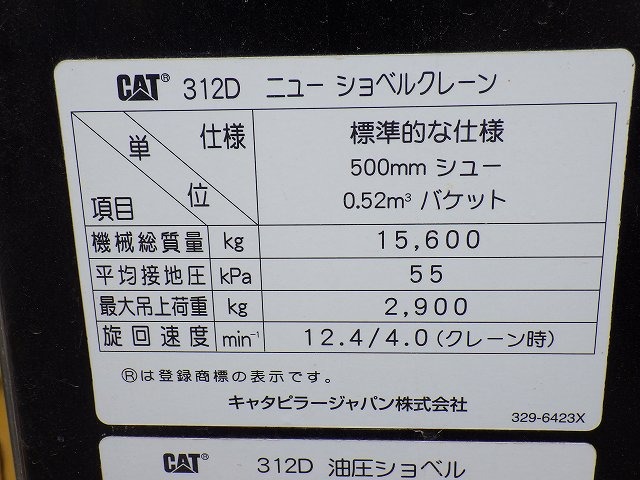 CAT® 312D ニュー ショベルクレーン
単位 仕様 標準的な仕様
500mm シュー
項目 0.52m³ バケット
機械総質量 kg 15,600
平均接地圧 kPa 55
最大吊上荷重 kg 2,900
旋回速度 min⁻¹ 12.4/4.0(クレーン時)
®は登録商標の表示です。
キャタピラージャパン株式会社
329-6423X
CAT® 312D 油圧ショベル